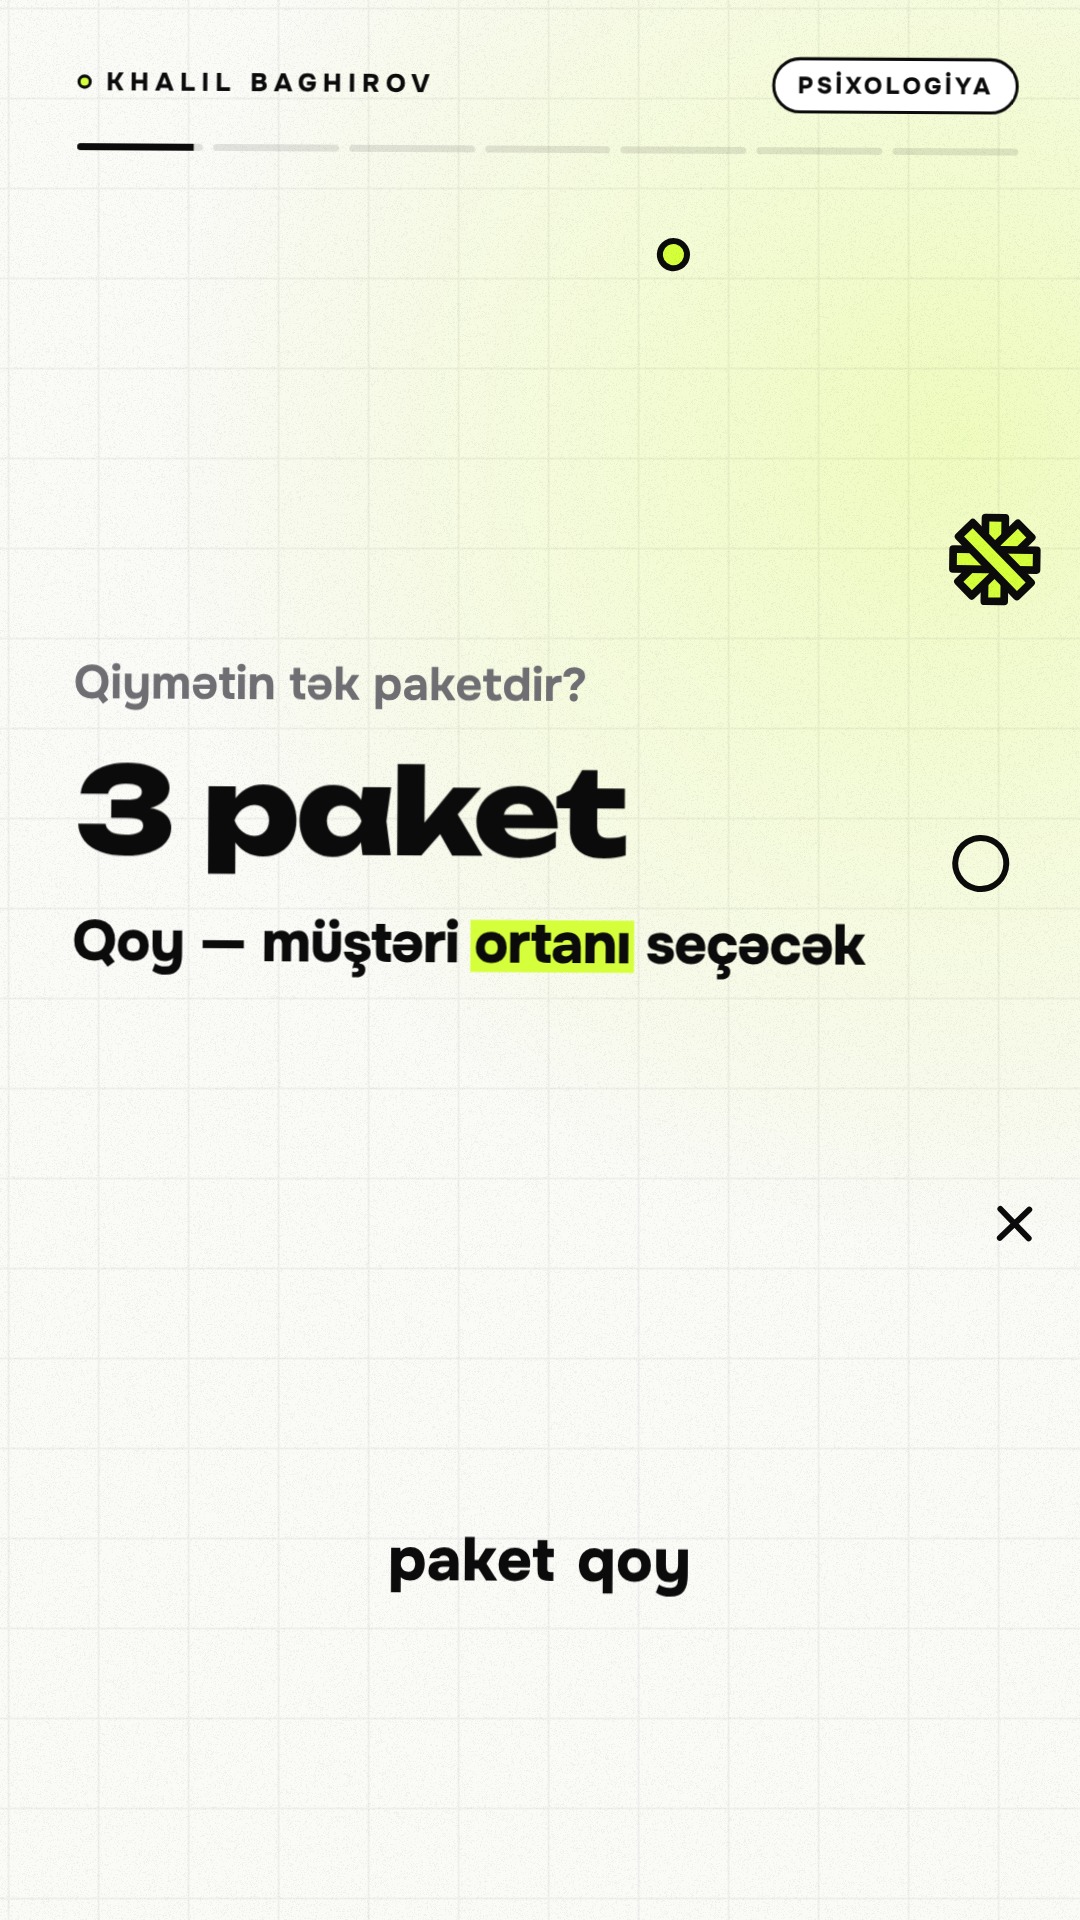 KHALIL BAGHIROV
PSİXOLOGİYA
Qiymətin tək paketdir?
3 paket
Qoy — müştəri ortanı seçəcək
paket qoy